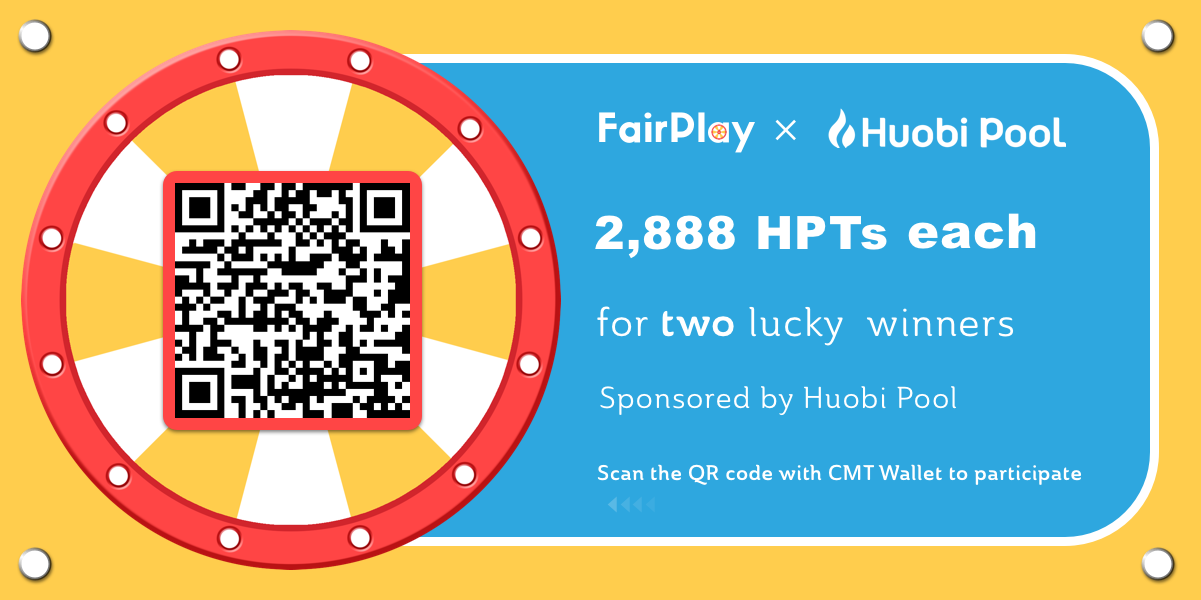 FairPlay × Huobi Pool
2,888 HPTs each
for two lucky winners
Sponsored by Huobi Pool
Scan the QR code with CMT Wallet to participate